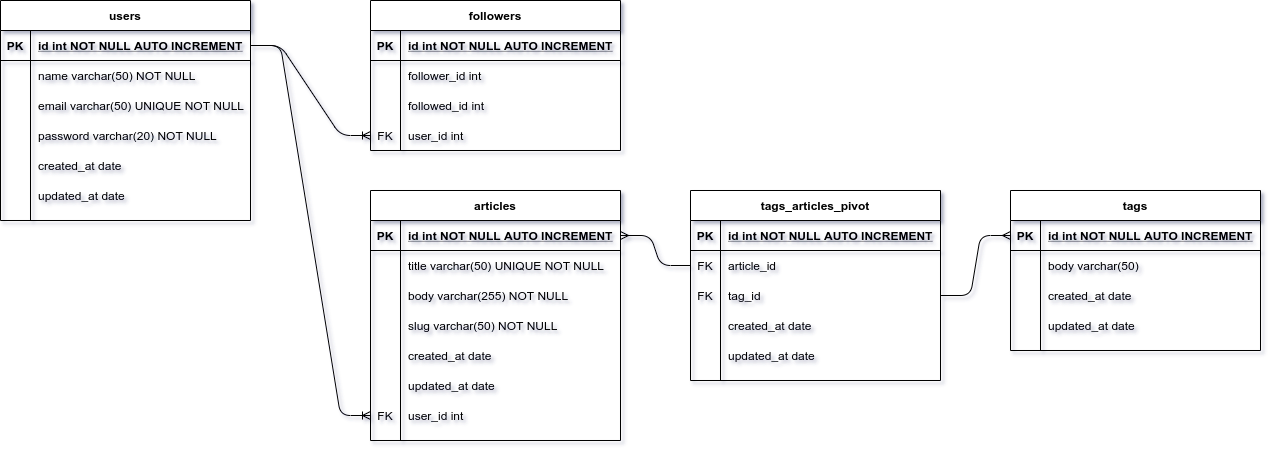 users
PK id int NOT NULL AUTO INCREMENT
name varchar(50) NOT NULL
email varchar(50) UNIQUE NOT NULL
password varchar(20) NOT NULL
created_at date
updated_at date
followers
PK id int NOT NULL AUTO INCREMENT
follower_id int
followed_id int
FK user_id int
articles
PK id int NOT NULL AUTO INCREMENT
title varchar(50) UNIQUE NOT NULL
body varchar(255) NOT NULL
slug varchar(50) NOT NULL
created_at date
updated_at date
FK user_id int
tags_articles_pivot
PK id int NOT NULL AUTO INCREMENT
FK article_id
FK tag_id
created_at date
updated_at date
tags
PK id int NOT NULL AUTO INCREMENT
body varchar(50)
created_at date
updated_at date